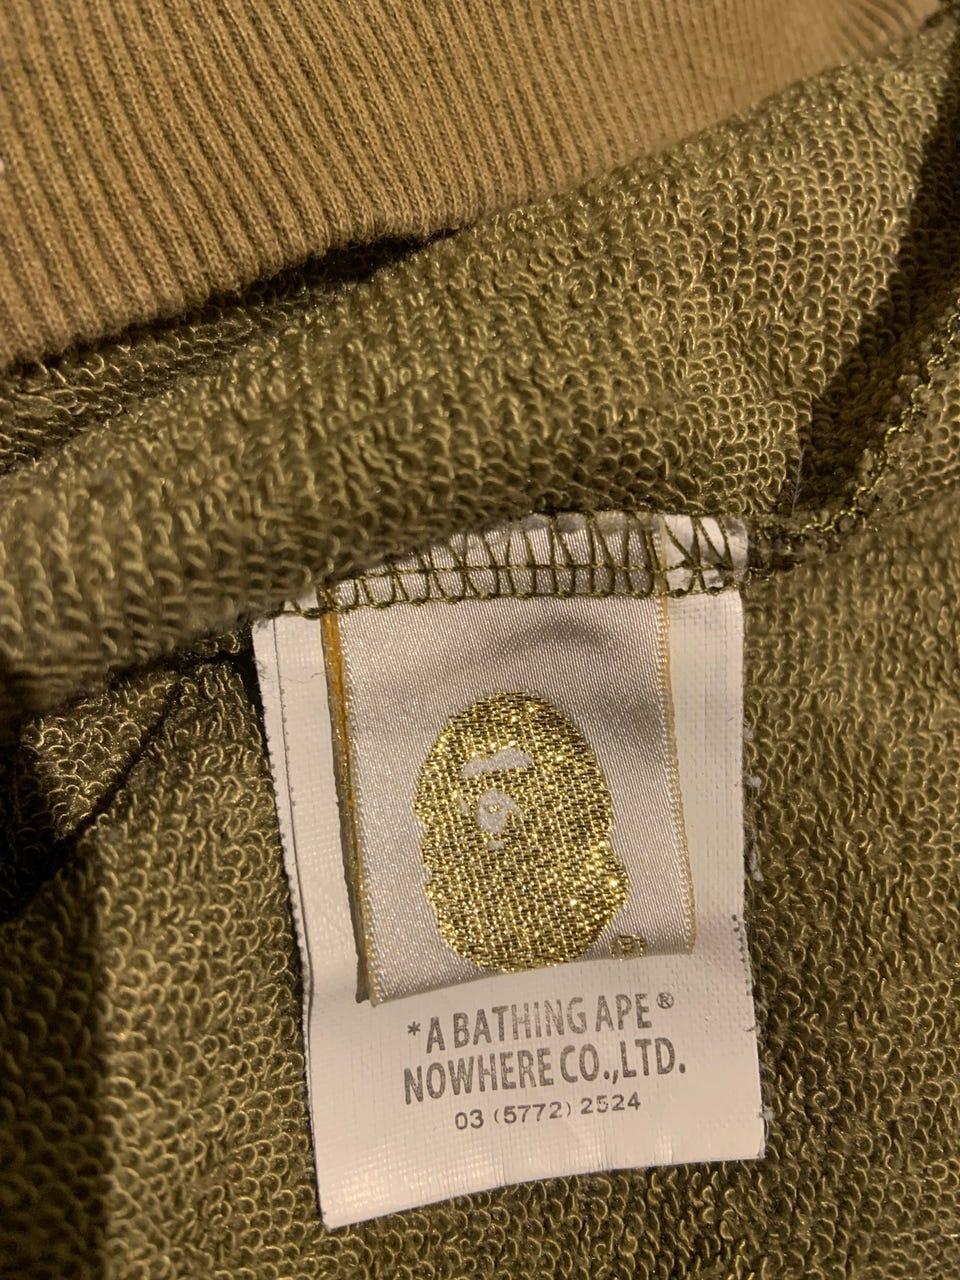 ®
*A BATHING APE®
NOWHERE CO.,LTD.
03 (5772) 2524